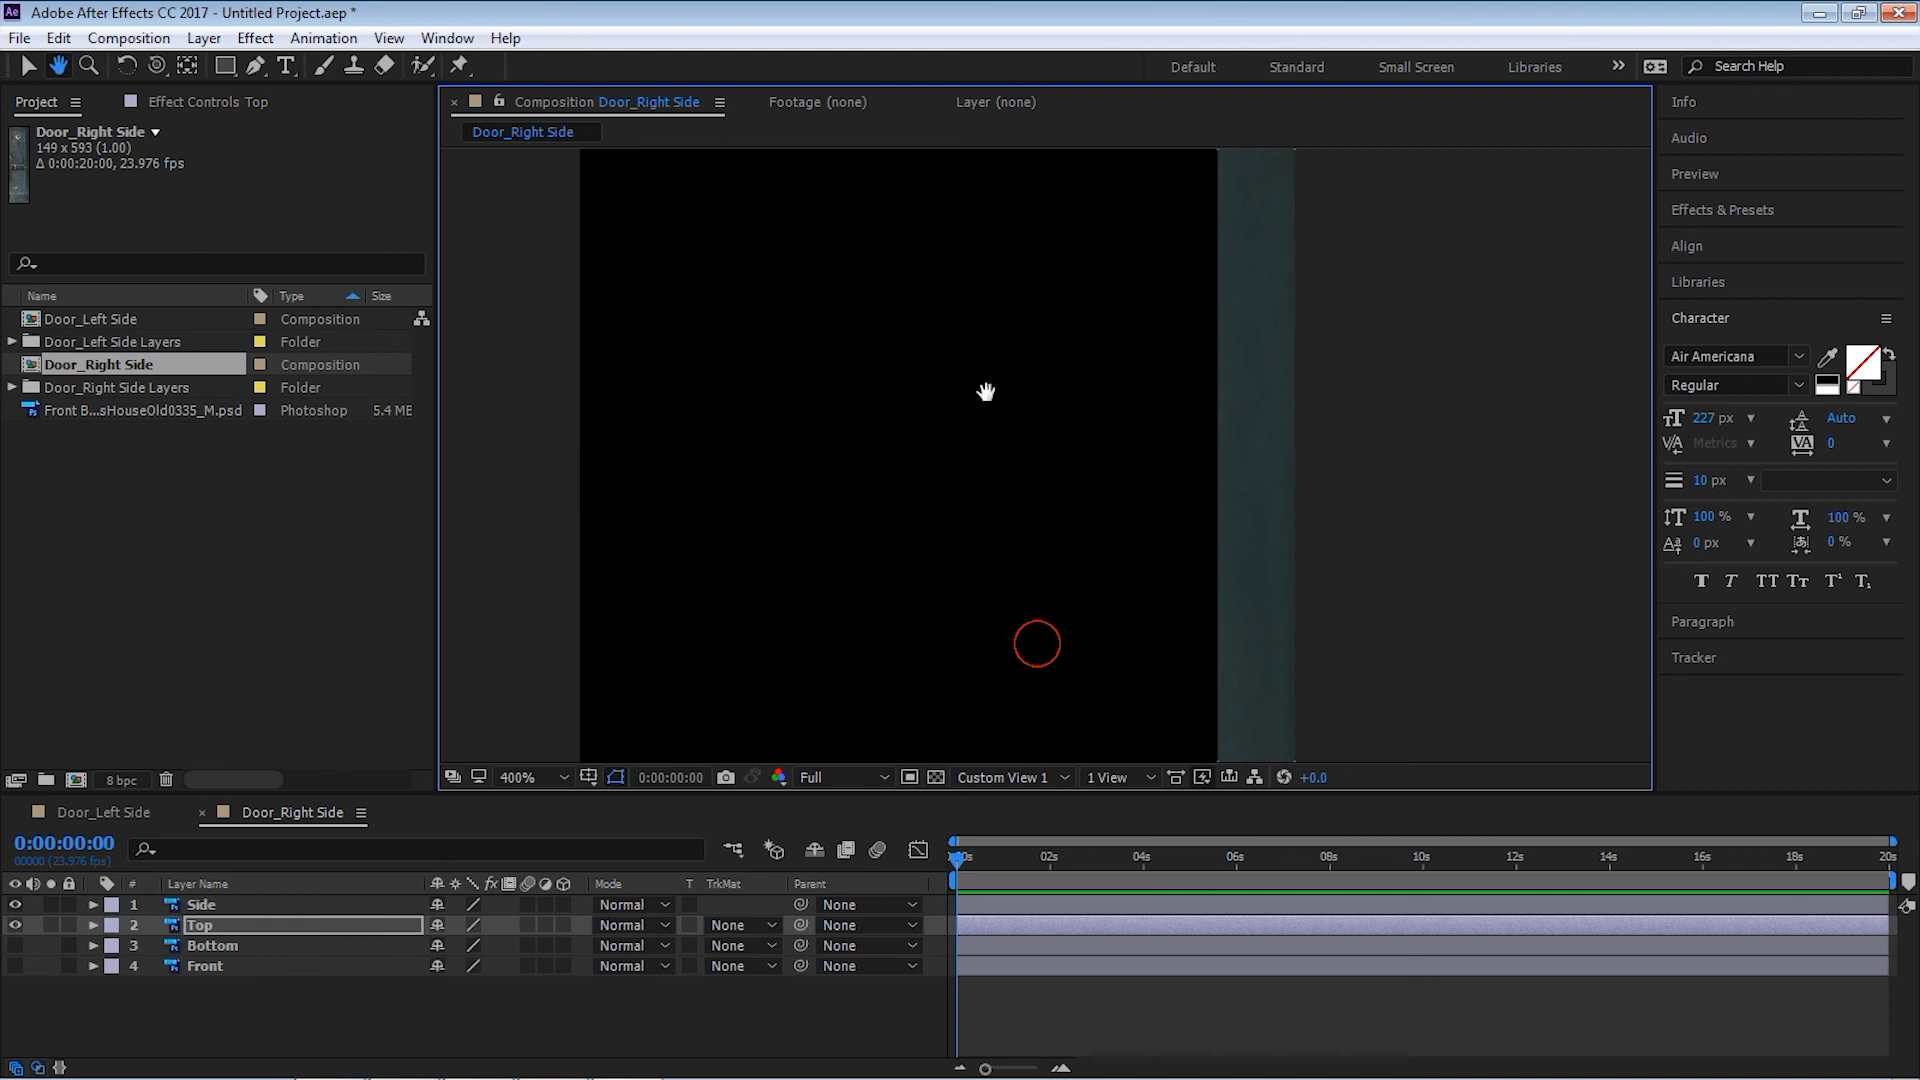 Adobe After Effects CC 2017 - Untitled Project.aep *
File Edit Composition Layer Effect Animation View Window Help
Default Standard Small Screen Libraries Search Help
Project Effect Controls Top
Composition Door_Right Side Footage (none) Layer (none)
Door_Right Side
Door_Right Side
149 x 593 (1.00)
Δ 0:00:20:00, 23.976 fps
Name Type Size
Door_Left Side Composition
Door_Left Side Layers Folder
Door_Right Side Composition
Door_Right Side Layers Folder
Front B...sHouseOld0335_M.psd Photoshop 5.4 MB
8 bpc
400% 0:00:00:00 Full Custom View 1 1 View +0.0
Info
Audio
Preview
Effects & Presets
Align
Libraries
Character
Air Americana
Regular
227 px Auto
Metrics 0
10 px
100 % 100 %
0 px 0 %
Paragraph
Tracker
Door_Left Side Door_Right Side
0:00:00:00
00000 (23.976 fps)
02s 04s 06s 08s 10s 12s 14s 16s 18s 20s
# Layer Name Mode T TrkMat Parent
1 Side Normal None
2 Top Normal None None
3 Bottom Normal None None
4 Front Normal None None